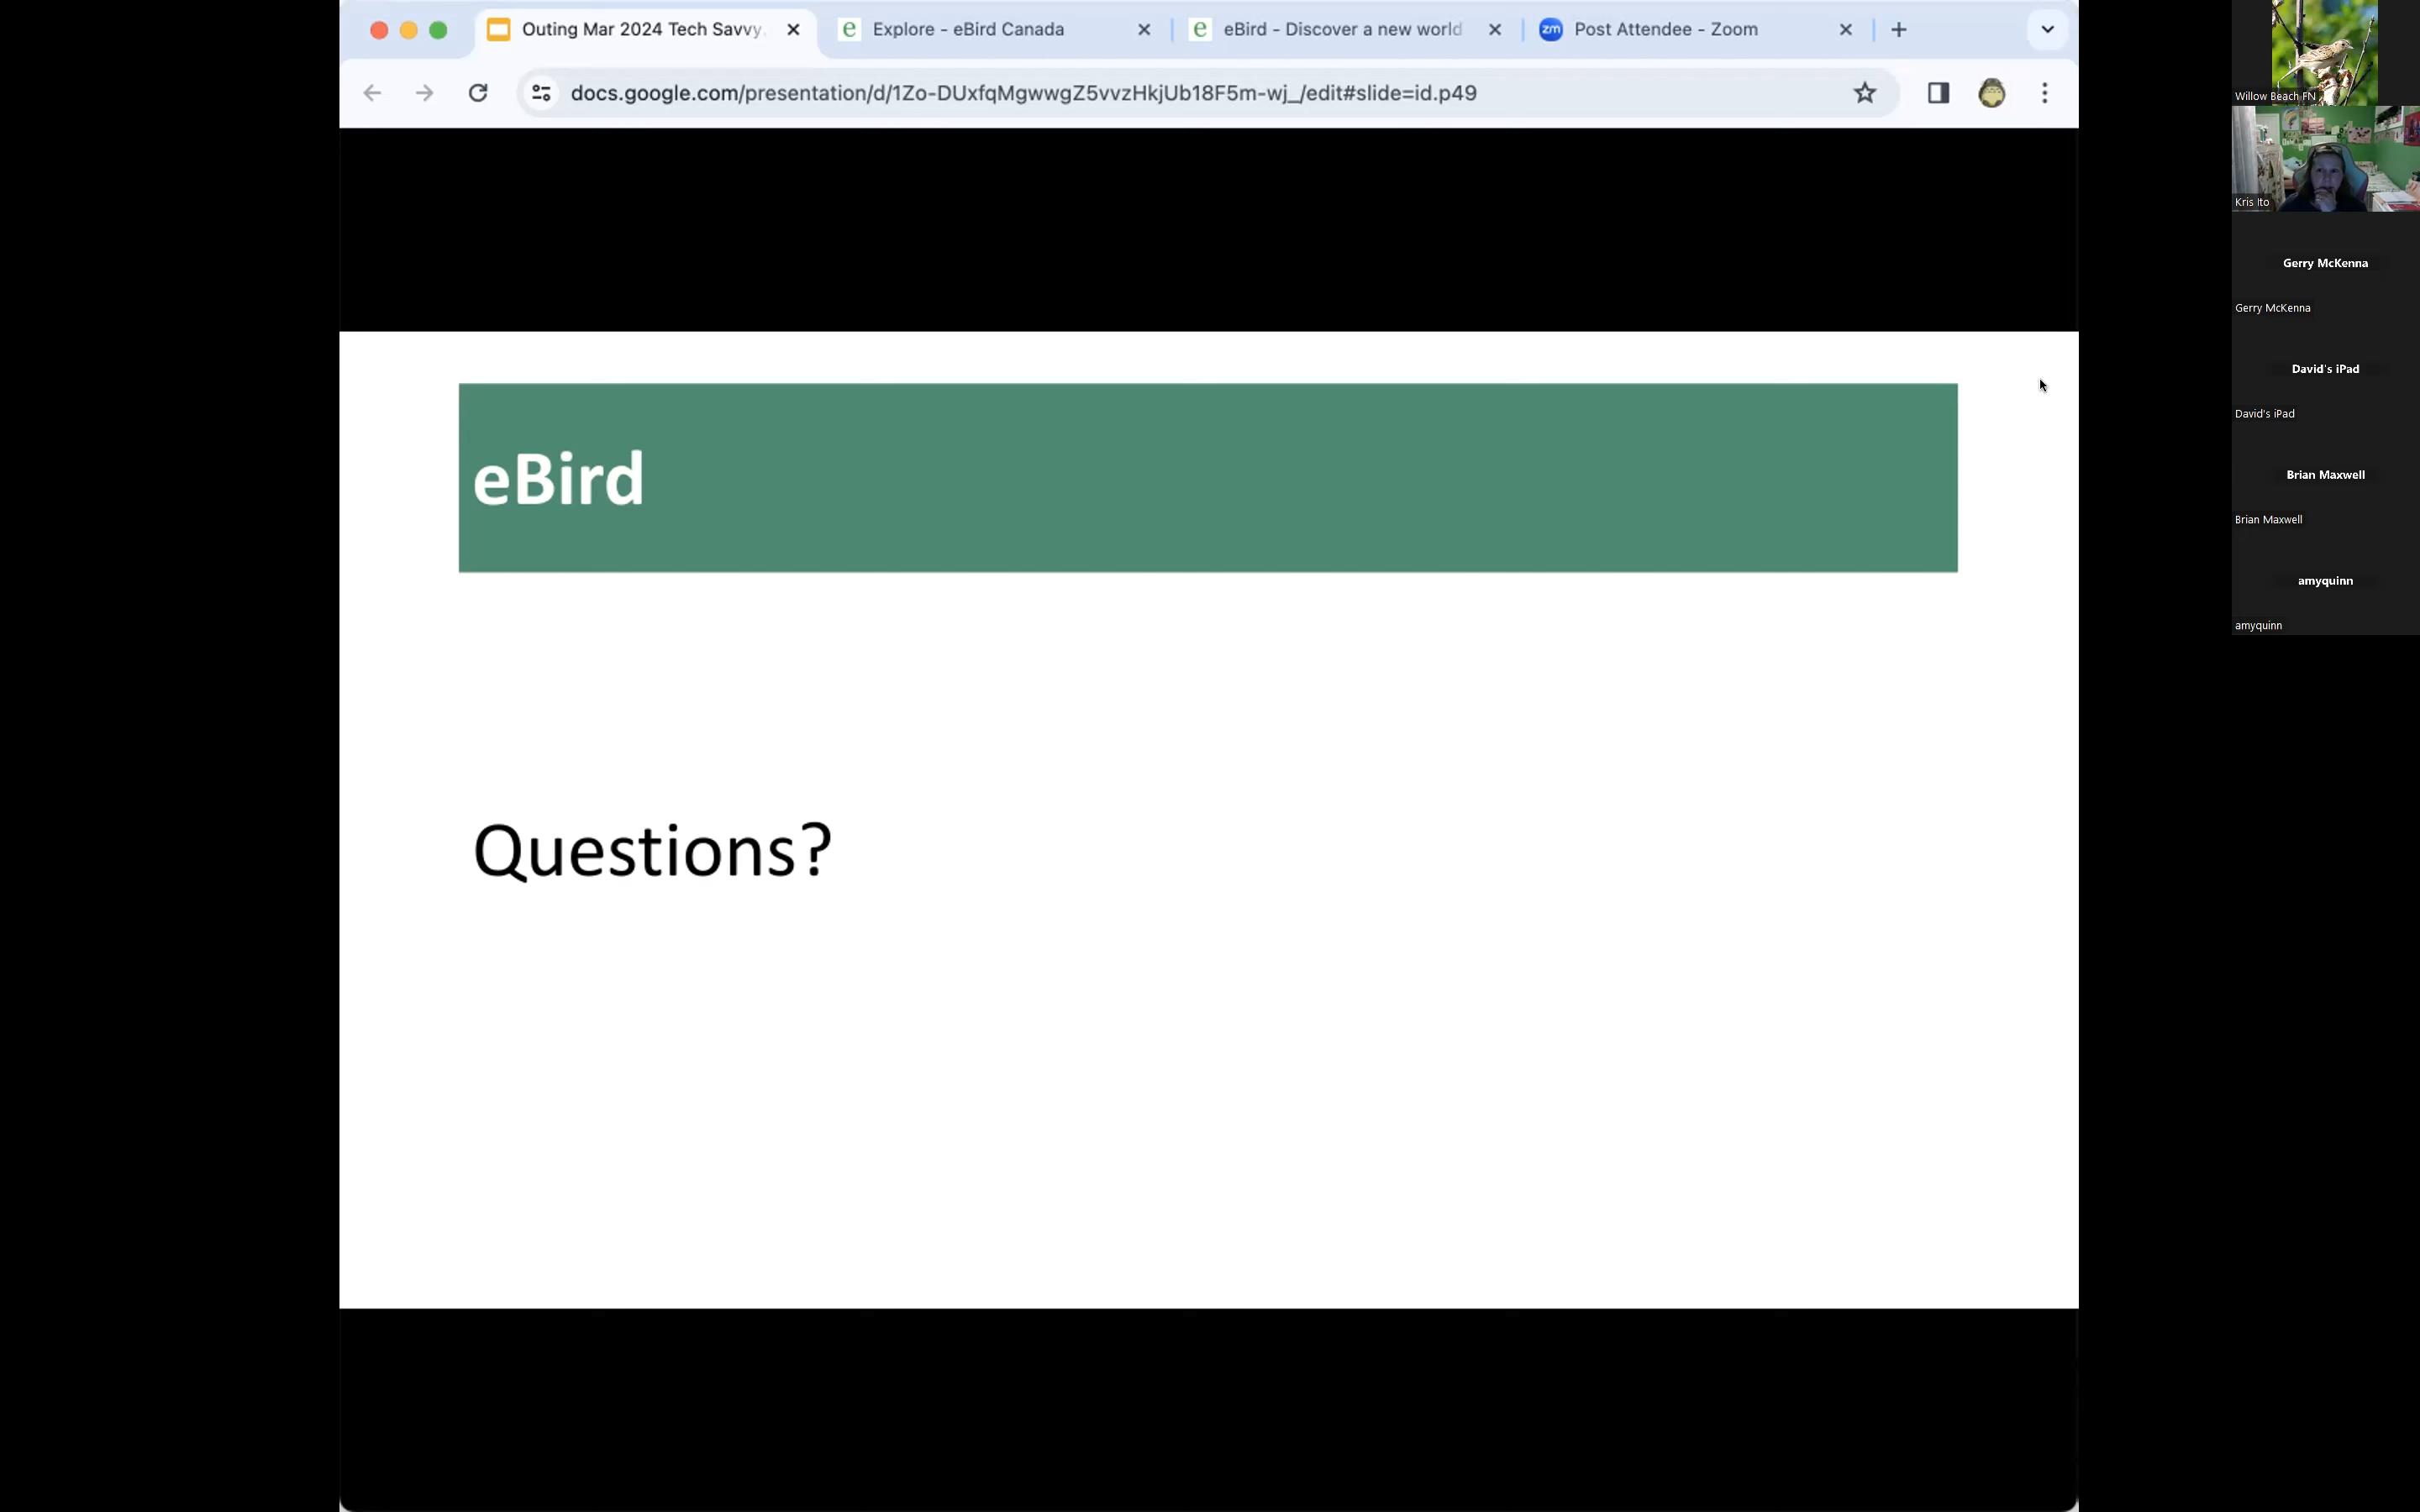 Outing Mar 2024 Tech Savvy
Explore - eBird Canada
eBird - Discover a new world
zm
Post Attendee - Zoom
docs.google.com/presentation/d/1Zo-DUxfqMgwwgZ5vvzHkjUb18F5m-wj_/edit#slide=id.p49
eBird
Questions?
Willow Beach FN
Kris Ito
Gerry McKenna
Gerry McKenna
David's iPad
David's iPad
Brian Maxwell
Brian Maxwell
amyquinn
amyquinn